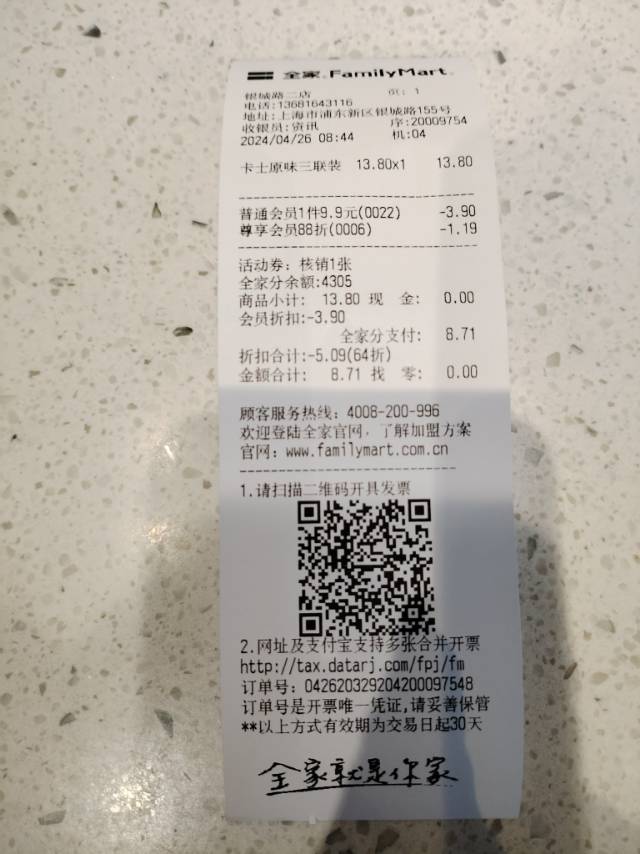 全家 FamilyMart
银城路二店 页: 1
电话:13681643116
地址:上海市浦东新区银城路155号
收银员:资讯 序:20009754
2024/04/26 08:44 机:04
卡士原味三联装 13.80x1 13.80
普通会员1件9.9元(0022) -3.90
尊享会员88折(0006) -1.19
活动券: 核销1张
全家分余额:4305
商品小计: 13.80 现 金: 0.00
会员折扣:-3.90
全家分支付: 8.71
折扣合计:-5.09(64折)
金额合计: 8.71 找 零: 0.00
顾客服务热线: 4008-200-996
欢迎登陆全家官网，了解加盟方案
官网: www.familymart.com.cn
1.请扫描二维码开具发票
2.网址及支付宝支持多张合并开票
http://tax.datarj.com/fpj/fm
订单号: 042620329204200097548
订单号是开票唯一凭证,请妥善保管
**以上方式有效期为交易日起30天
全家就是你家